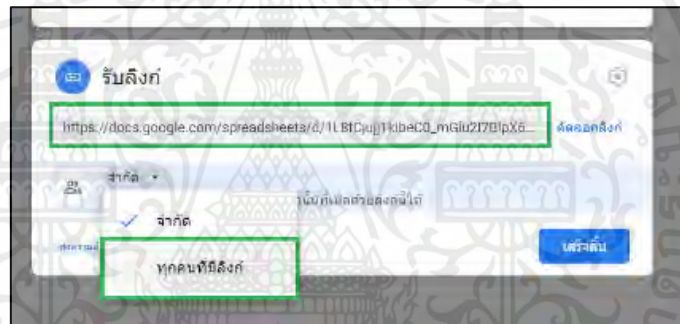 รับลิงก์
https://docs.google.com/spreadsheets/d/ คัดลอกลิงก์
จำกัด
จำกัด
ทุกคนที่มีลิงก์
เสร็จสิ้น